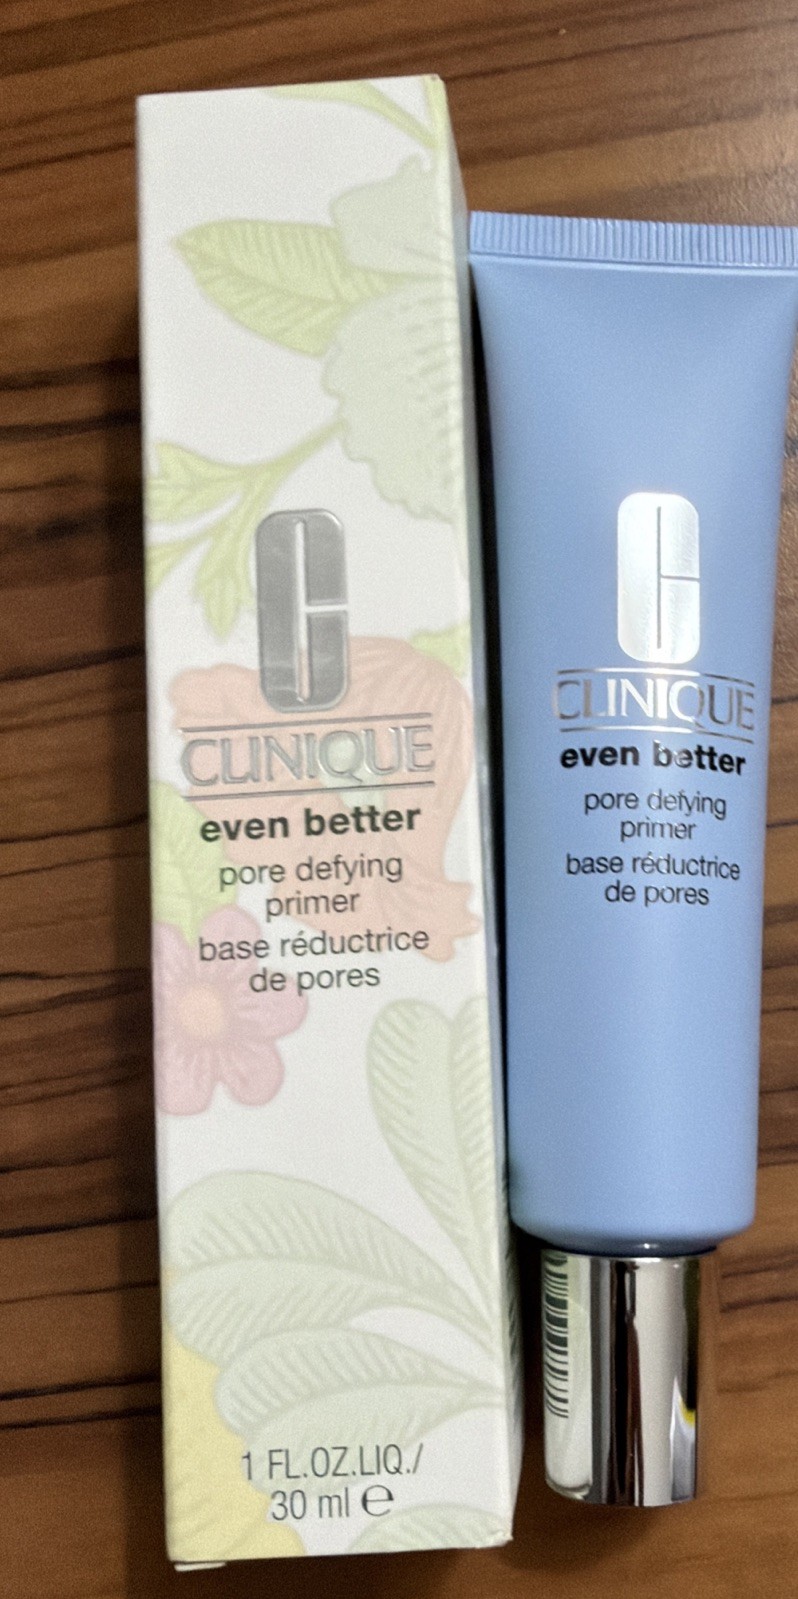 CLINIQUE
even better
pore defying
primer
base réductrice
de pores
1 FL.OZ.LIQ./
30 ml e
CLINIQUE
even better
pore defying
primer
base réductrice
de pores